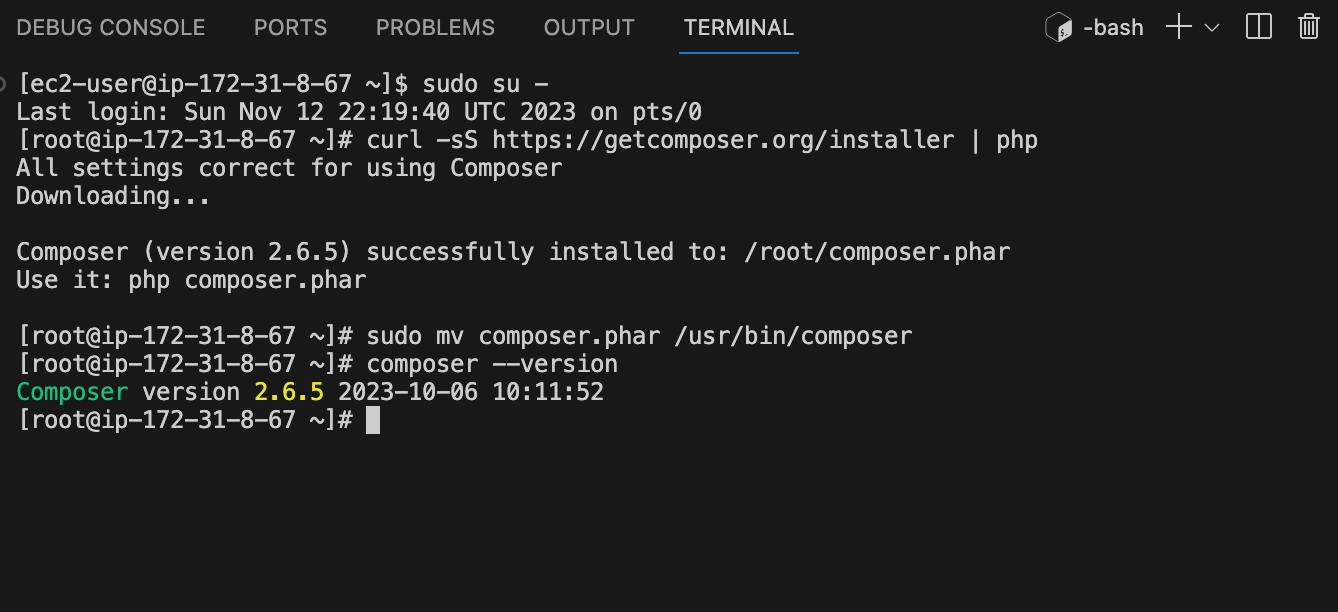 DEBUG CONSOLE PORTS PROBLEMS OUTPUT TERMINAL -bash
[ec2-user@ip-172-31-8-67 ~]$ sudo su -
Last login: Sun Nov 12 22:19:40 UTC 2023 on pts/0
[root@ip-172-31-8-67 ~]# curl -sS https://getcomposer.org/installer | php
All settings correct for using Composer
Downloading...
Composer (version 2.6.5) successfully installed to: /root/composer.phar
Use it: php composer.phar
[root@ip-172-31-8-67 ~]# sudo mv composer.phar /usr/bin/composer
[root@ip-172-31-8-67 ~]# composer --version
Composer version 2.6.5 2023-10-06 10:11:52
[root@ip-172-31-8-67 ~]#